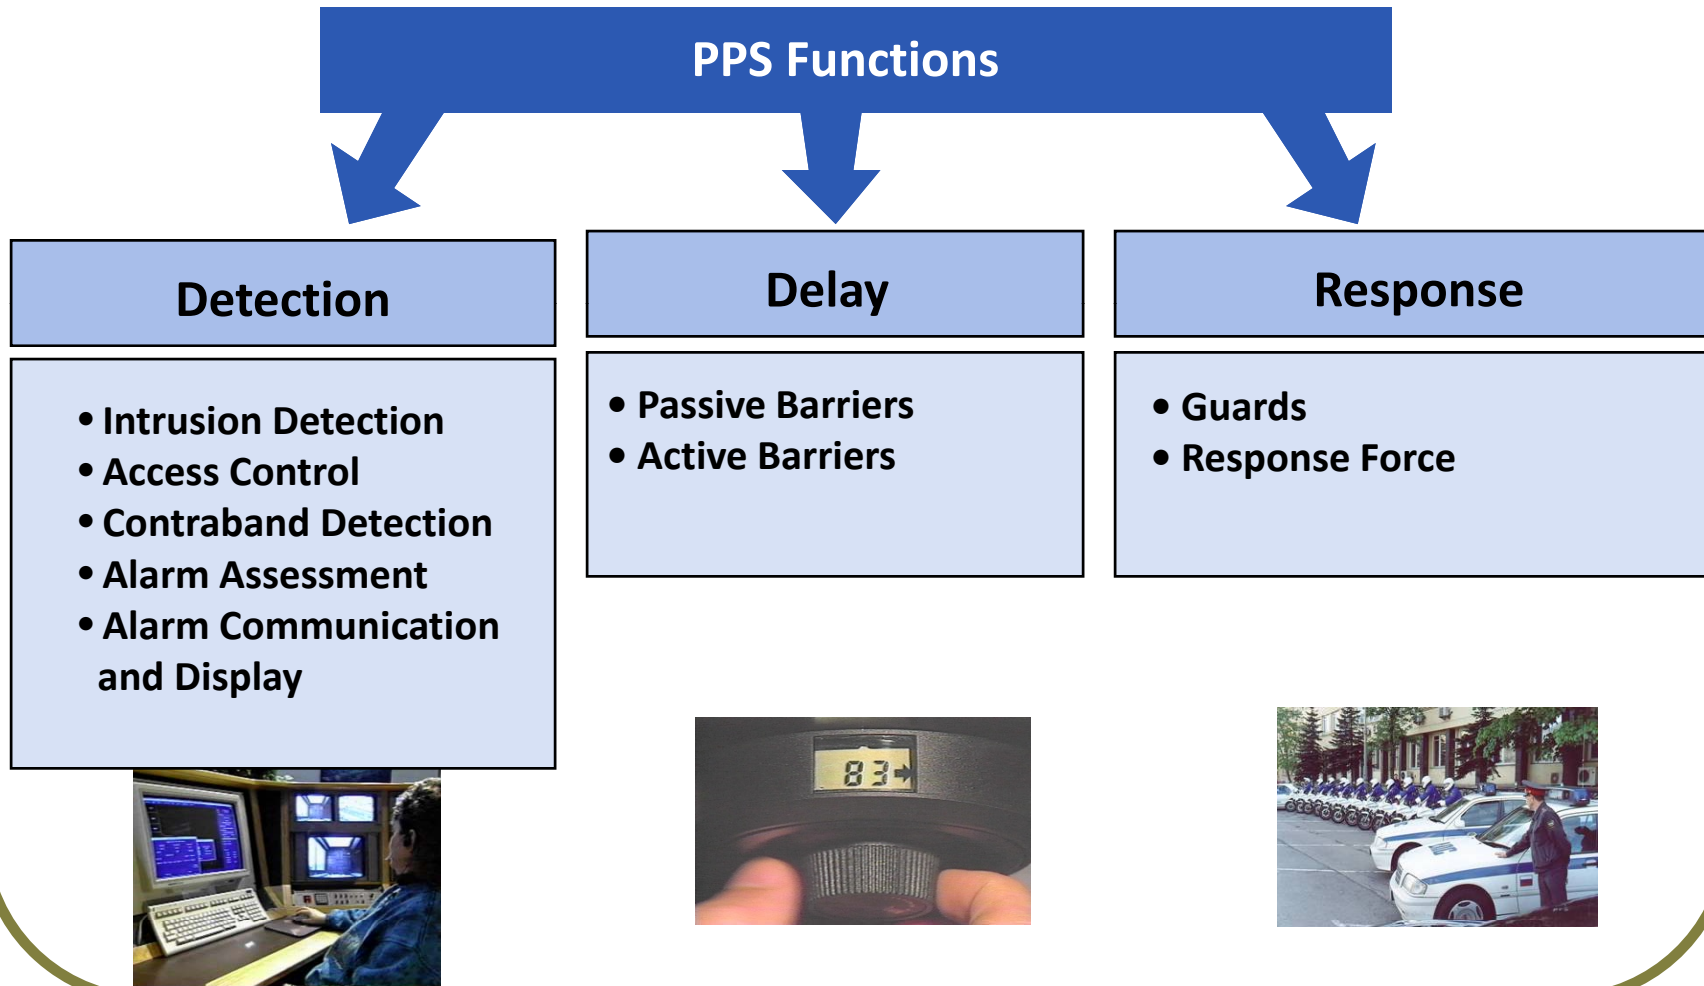 PPS Functions
Detection
• Intrusion Detection
• Access Control
• Contraband Detection
• Alarm Assessment
• Alarm Communication
and Display
Delay
• Passive Barriers
• Active Barriers
83
Response
• Guards
• Response Force